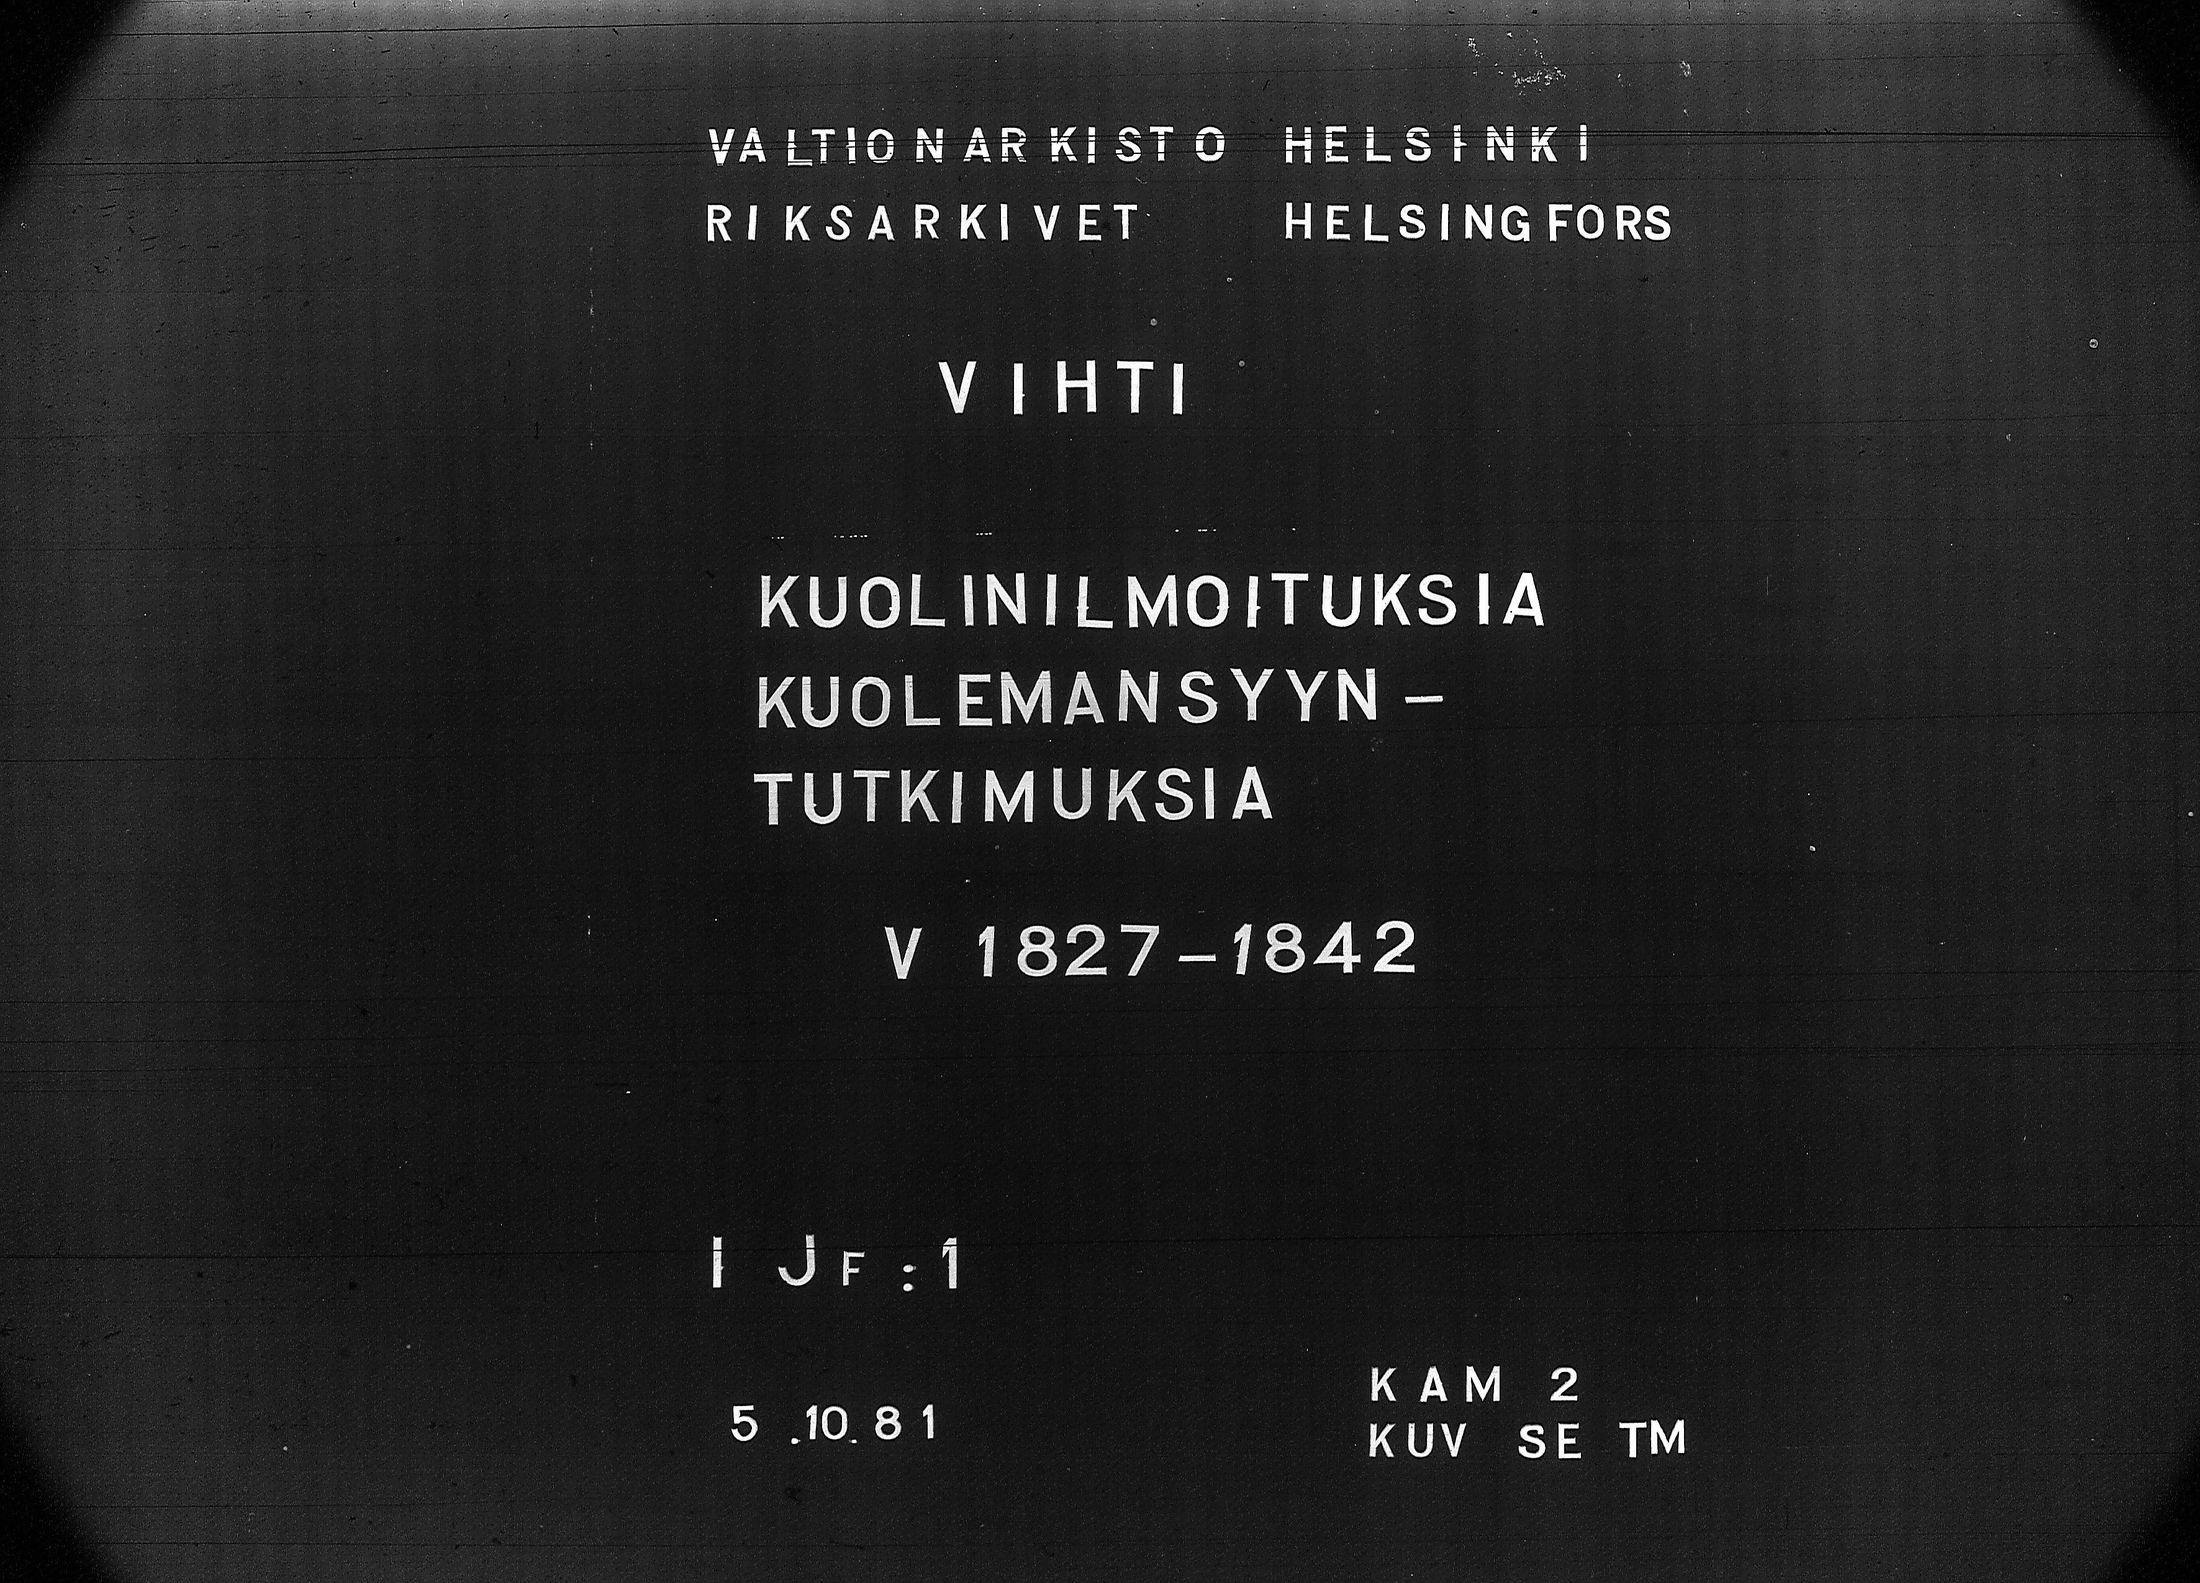 VALTIONARKISTO HELSINKI
RIKSARKIVET HELSINGFORS
VIHTI
KUOLINILMOITUKSIA
KUOLEMANSYYN-
TUTKIMUKSIA
V 1827-1842
I JF:1
5.10.81
KAM 2
KUV SE TM